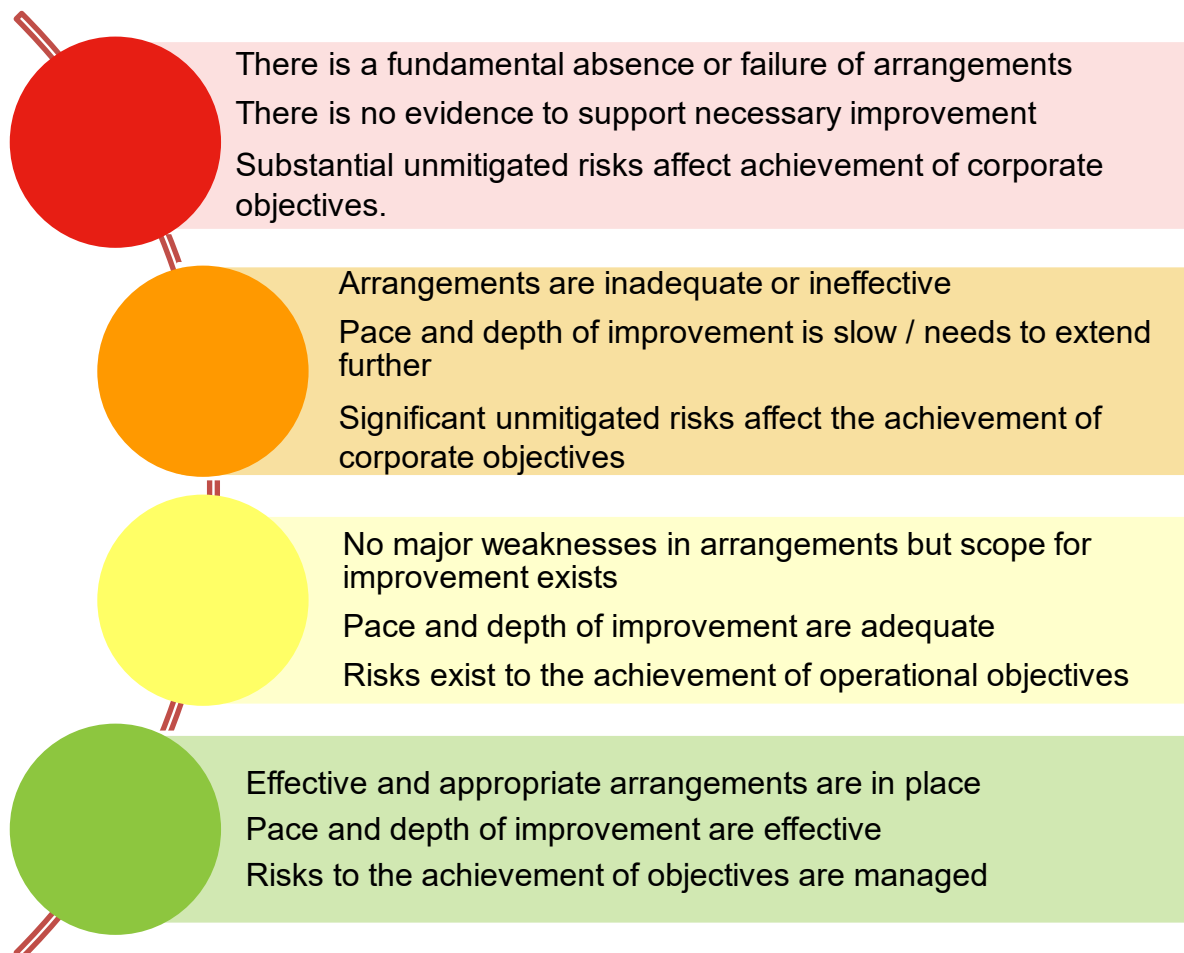 There is a fundamental absence or failure of arrangements
There is no evidence to support necessary improvement
Substantial unmitigated risks affect achievement of corporate
objectives.
Arrangements are inadequate or ineffective
Pace and depth of improvement is slow / needs to extend
further
Significant unmitigated risks affect the achievement of
corporate objectives
No major weaknesses in arrangements but scope for
improvement exists
Pace and depth of improvement are adequate
Risks exist to the achievement of operational objectives
Effective and appropriate arrangements are in place
Pace and depth of improvement are effective
Risks to the achievement of objectives are managed